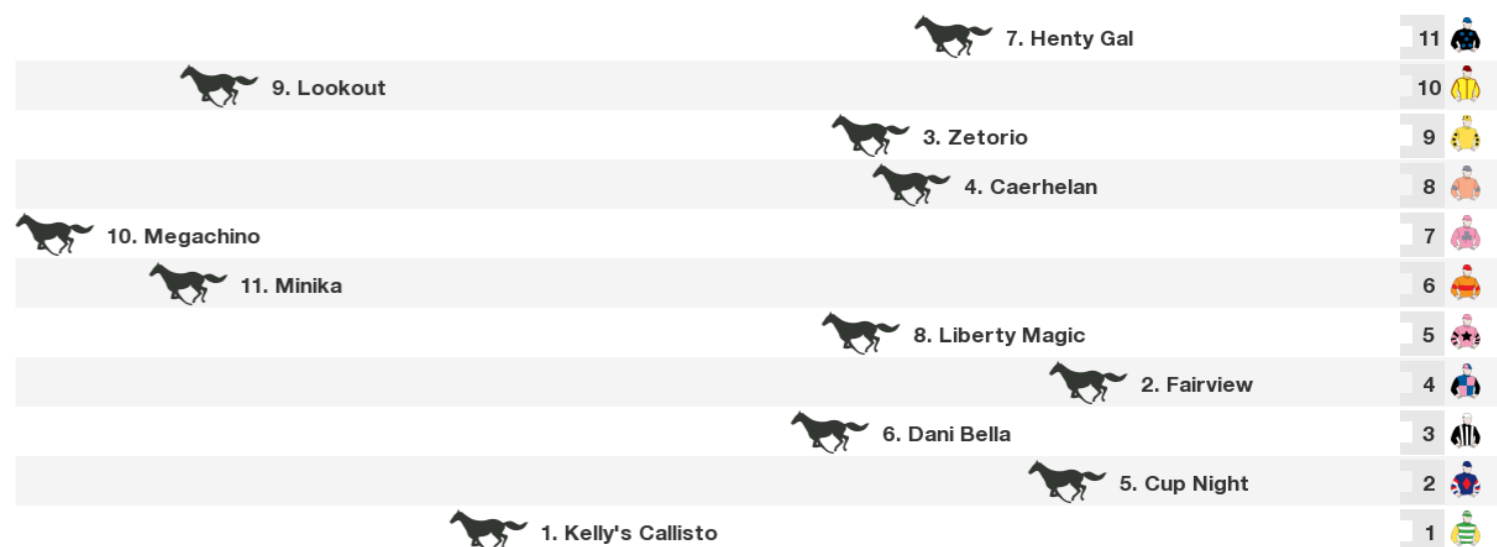 7. Henty Gal 11
9. Lookout 10
3. Zetorio 9
4. Caerhelan 8
10. Megachino 7
11. Minika 6
8. Liberty Magic 5
2. Fairview 4
6. Dani Bella 3
5. Cup Night 2
1. Kelly's Callisto 1